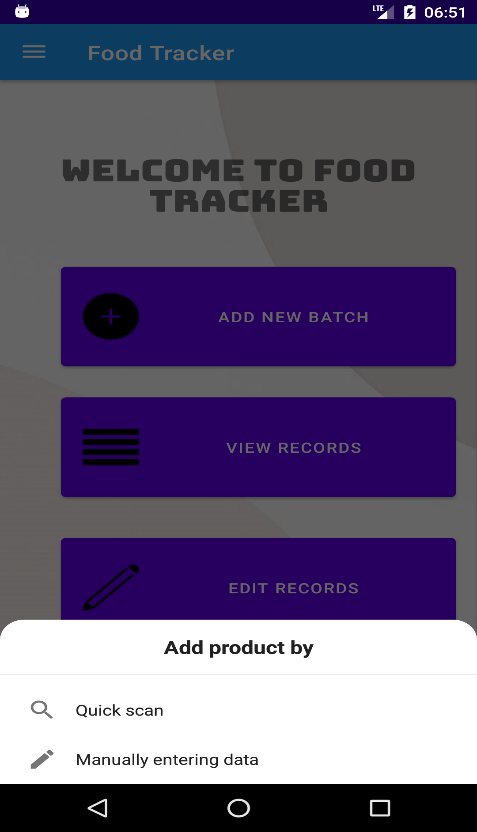 LTE 06:51
Food Tracker
WELCOME TO FOOD
TRACKER
ADD NEW BATCH
VIEW RECORDS
EDIT RECORDS
Add product by
Quick scan
Manually entering data